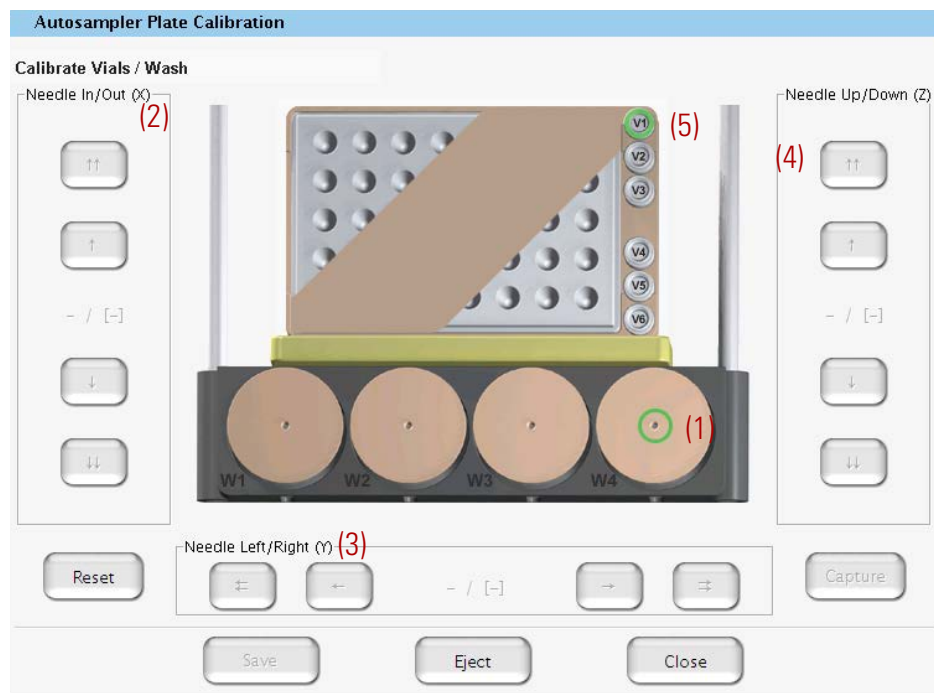 Autosampler Plate Calibration
Calibrate Vials / Wash
Needle In/Out (X)
(2)
↑↑
↑
- / [-]
↓
↓↓
V1
(5)
V2
V3
V4
V5
V6
(1)
W1
W2
W3
W4
Needle Up/Down (Z)
(4)
↑↑
↑
- / [-]
↓
↓↓
Reset
Needle Left/Right (Y)
(3)
⇇ ← - / [-] → ⇉
Capture
Save Eject Close